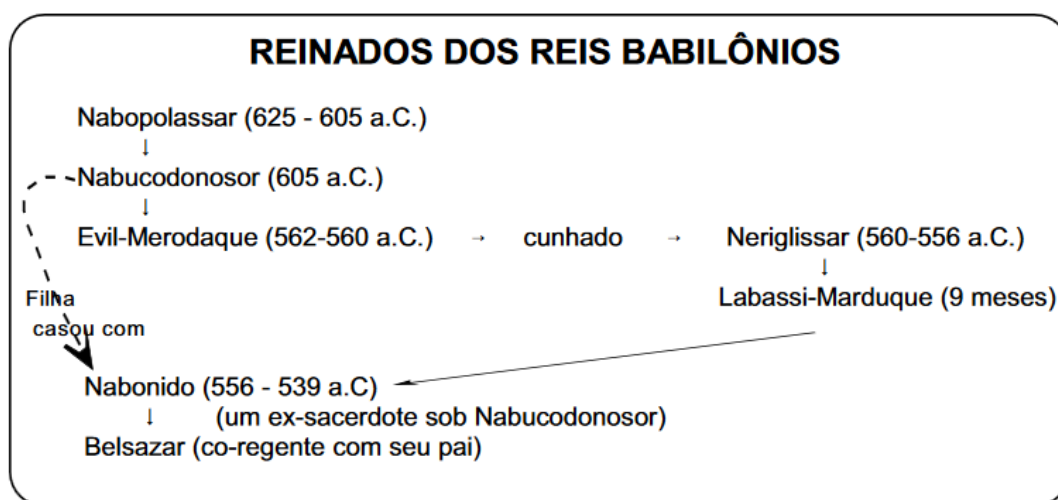 REINADOS DOS REIS BABILÔNIOS
Nabopolassar (625 - 605 a.C.)
↓
Nabucodonosor (605 a.C.)
↓
Evil-Merodaque (562-560 a.C.) → cunhado → Neriglissar (560-556 a.C.)
↓
Labassi-Marduque (9 meses)
Filha
casou com
Nabonido (556 - 539 a.C)
↓ (um ex-sacerdote sob Nabucodonosor)
Belsazar (co-regente com seu pai)